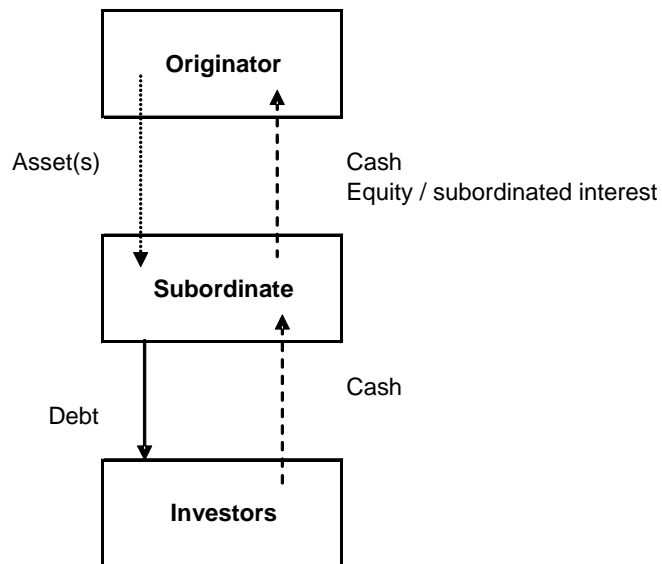 Originator
Asset(s)
Cash
Equity / subordinated interest
Subordinate
Cash
Debt
Investors